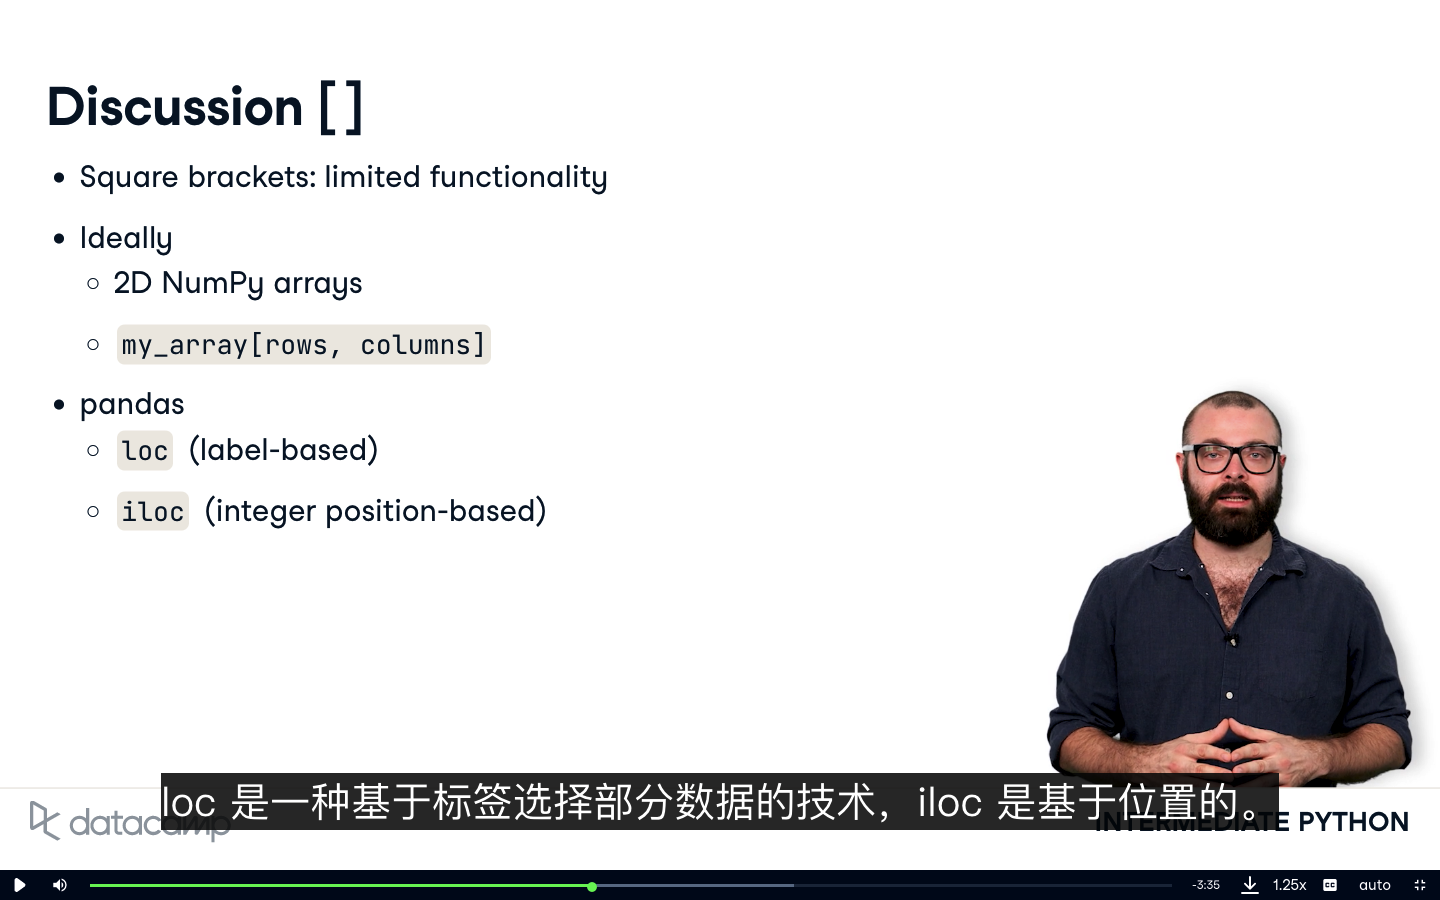 Discussion []
Square brackets: limited functionality
Ideally
2D NumPy arrays
my_array[rows, columns]
pandas
loc (label-based)
iloc (integer position-based)
loc 是一种基于标签选择部分数据的技术，iloc 是基于位置的。
datacamp
INTERMEDIATE PYTHON
-3:35
1.25x
CC
auto